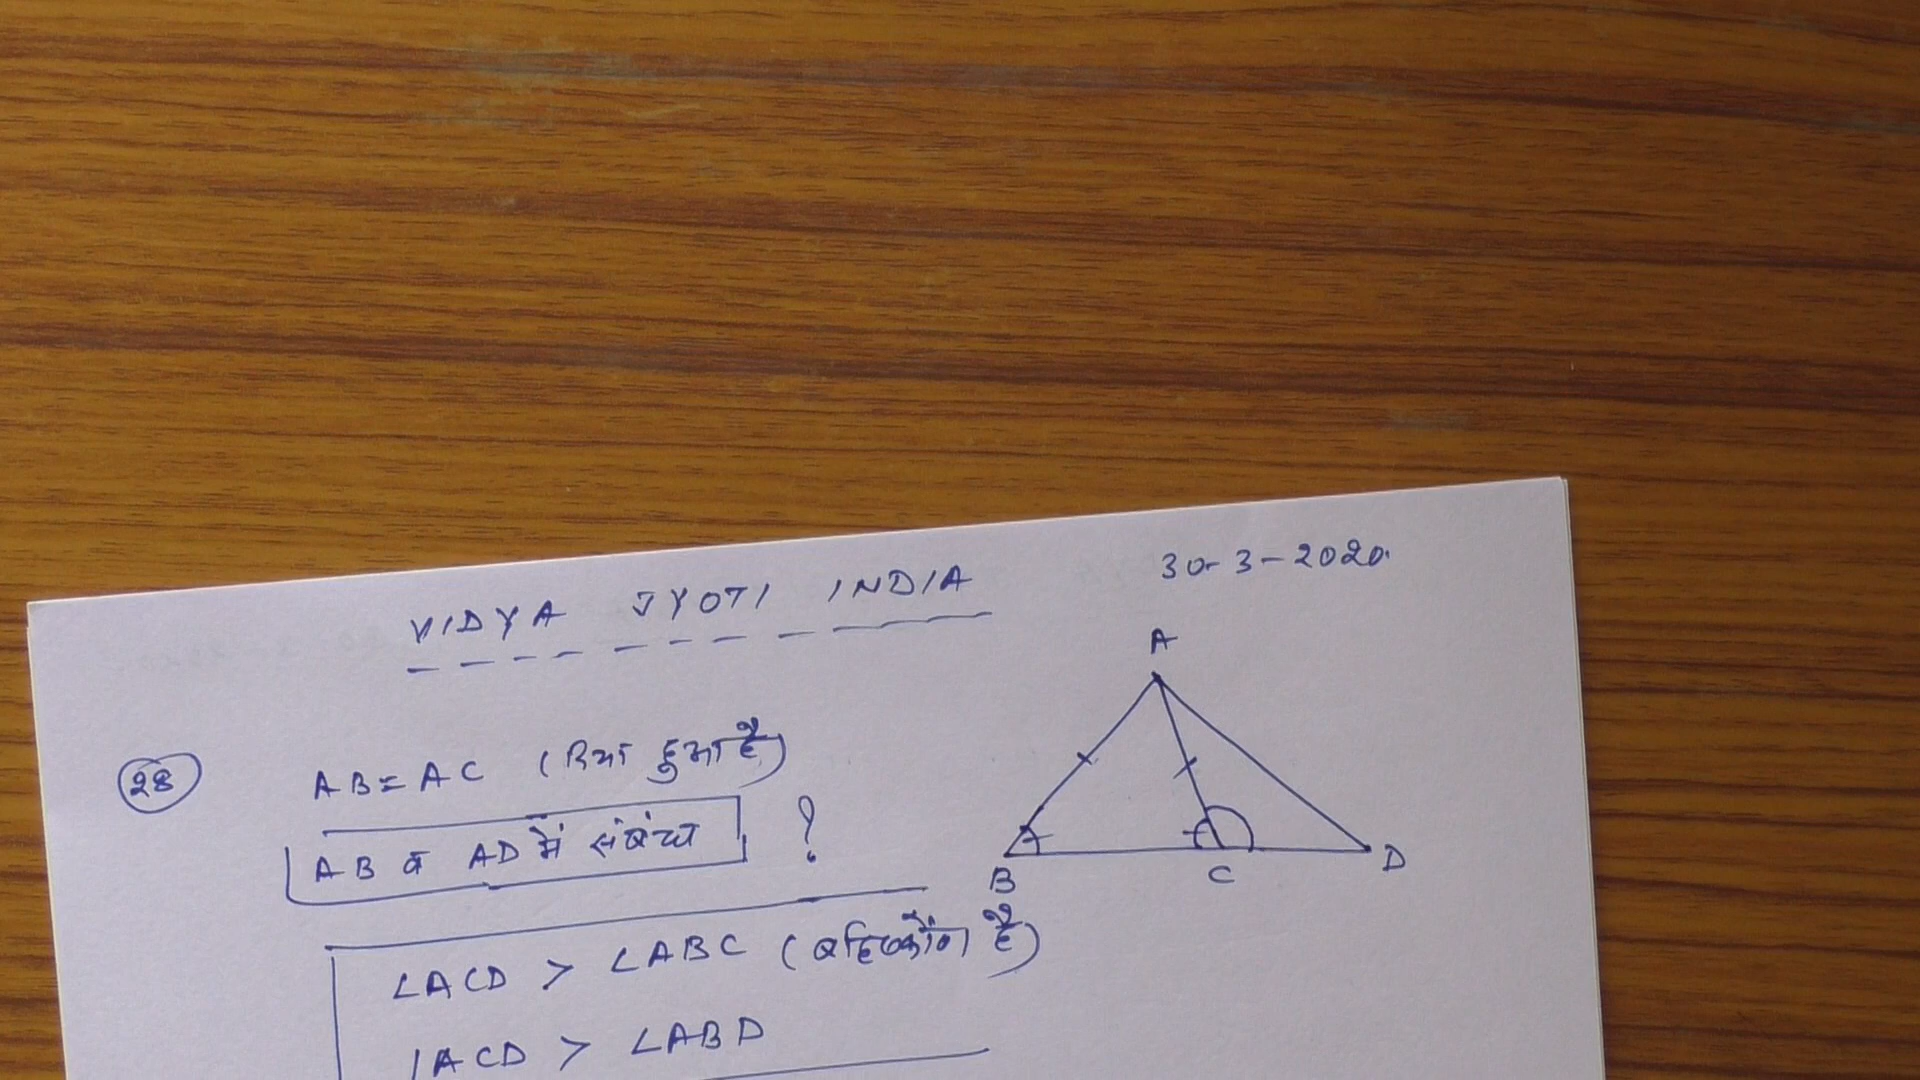 VIDYA JYOTI INDIA
30-3-2020.
28
AB = AC (दिया हुआ है)
AB व AD में संबंध ?
A
B
C
D
∠ACD > ∠ABC (बहिष्कोण है)
∠ACD > ∠ABD